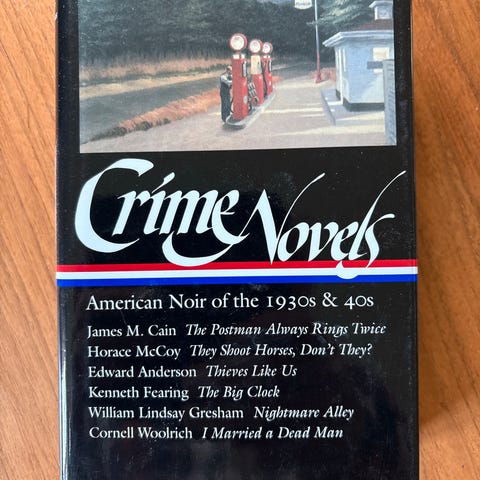 Crime Novels
American Noir of the 1930s & 40s
James M. Cain The Postman Always Rings Twice
Horace McCoy They Shoot Horses, Don't They?
Edward Anderson Thieves Like Us
Kenneth Fearing The Big Clock
William Lindsay Gresham Nightmare Alley
Cornell Woolrich I Married a Dead Man